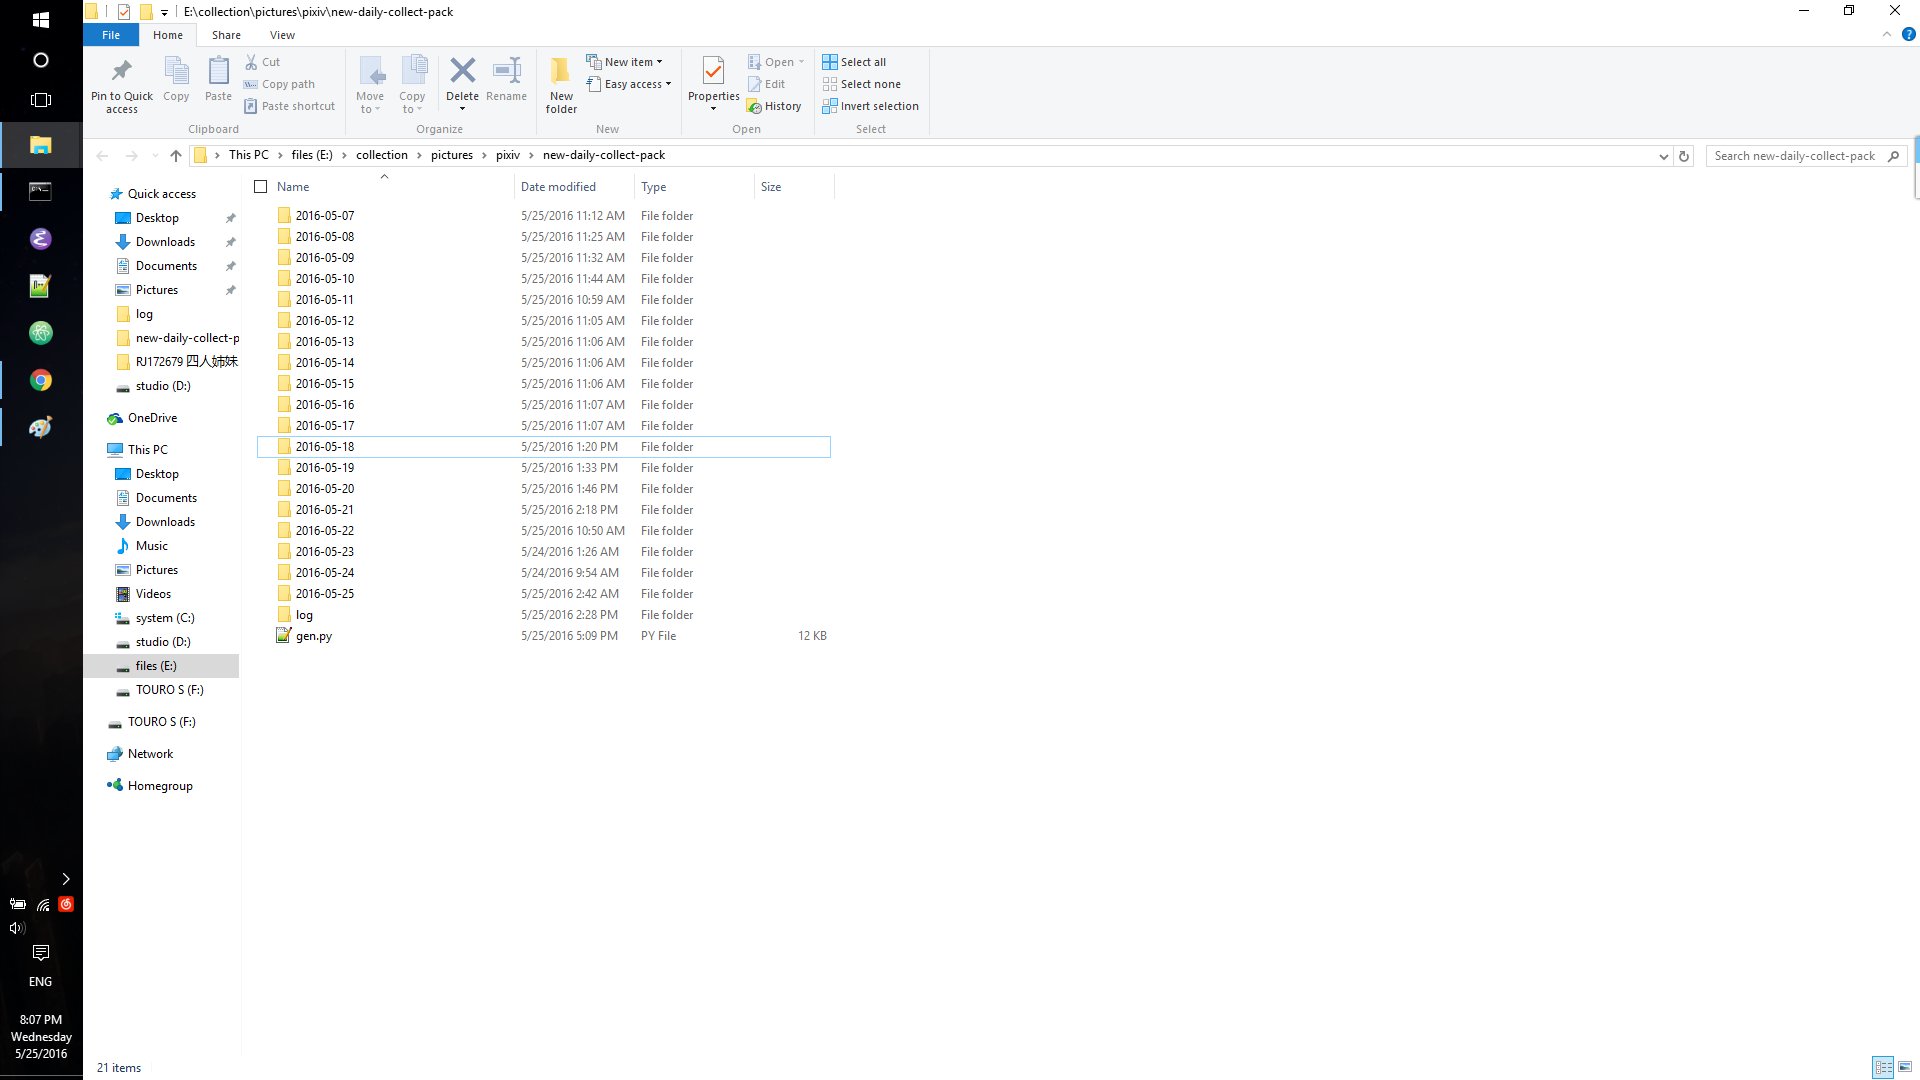 E:\collection\pictures\pixiv\new-daily-collect-pack
File Home Share View
Pin to Quick access
Copy
Paste
Cut
Copy path
Paste shortcut
Clipboard
Move to
Copy to
Delete
Rename
Organize
New folder
New item
Easy access
New
Properties
Open
Edit
History
Open
Select all
Select none
Invert selection
Select
This PC files (E:) collection pictures pixiv new-daily-collect-pack
Search new-daily-collect-pack
Quick access
Desktop
Downloads
Documents
Pictures
log
new-daily-collect-p
RJ172679 四人姉妹
studio (D:)
OneDrive
This PC
Desktop
Documents
Downloads
Music
Pictures
Videos
system (C:)
studio (D:)
files (E:)
TOURO S (F:)
TOURO S (F:)
Network
Homegroup
Name Date modified Type Size
2016-05-07 5/25/2016 11:12 AM File folder
2016-05-08 5/25/2016 11:25 AM File folder
2016-05-09 5/25/2016 11:32 AM File folder
2016-05-10 5/25/2016 11:44 AM File folder
2016-05-11 5/25/2016 10:59 AM File folder
2016-05-12 5/25/2016 11:05 AM File folder
2016-05-13 5/25/2016 11:06 AM File folder
2016-05-14 5/25/2016 11:06 AM File folder
2016-05-15 5/25/2016 11:06 AM File folder
2016-05-16 5/25/2016 11:07 AM File folder
2016-05-17 5/25/2016 11:07 AM File folder
2016-05-18 5/25/2016 1:20 PM File folder
2016-05-19 5/25/2016 1:33 PM File folder
2016-05-20 5/25/2016 1:46 PM File folder
2016-05-21 5/25/2016 2:18 PM File folder
2016-05-22 5/25/2016 10:50 AM File folder
2016-05-23 5/24/2016 1:26 AM File folder
2016-05-24 5/24/2016 9:54 AM File folder
2016-05-25 5/25/2016 2:42 AM File folder
log 5/25/2016 2:28 PM File folder
gen.py 5/25/2016 5:09 PM PY File 12 KB
21 items
ENG
8:07 PM
Wednesday
5/25/2016